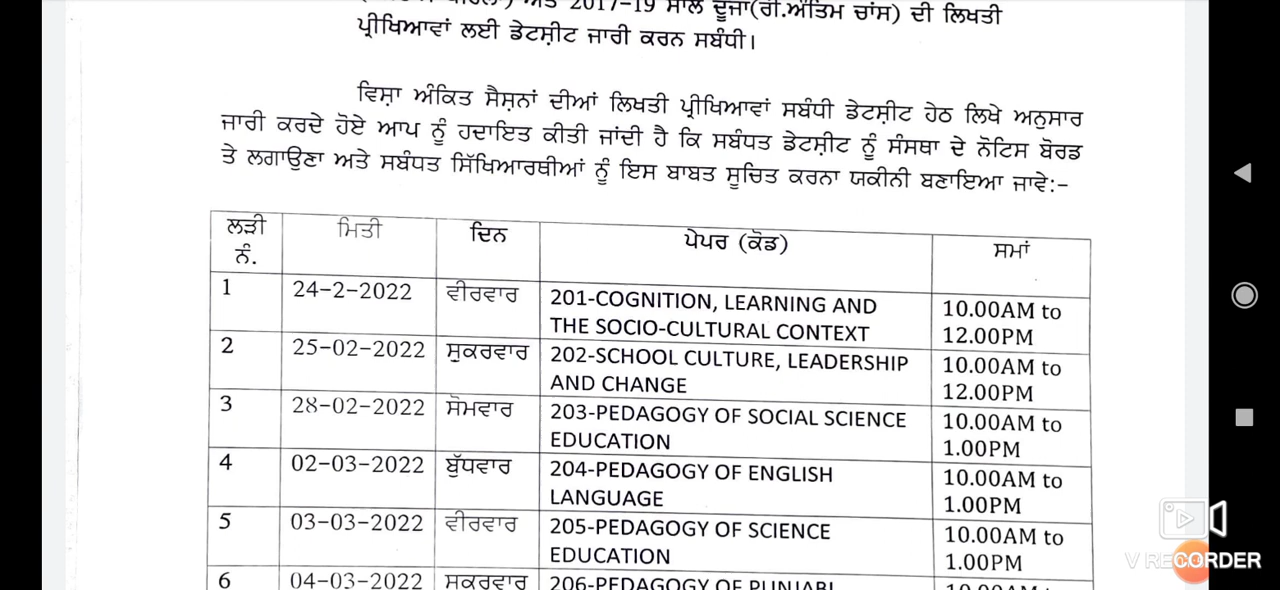 2017-19 ਸਾਲ ਦੂਜਾ(ਰੀ.ਅੰਤਿਮ ਚਾਂਸ) ਦੀ ਲਿਖਤੀ
ਪ੍ਰੀਖਿਆਵਾਂ ਲਈ ਡੇਟਸ਼ੀਟ ਜਾਰੀ ਕਰਨ ਸਬੰਧੀ।
ਵਿਸ਼ਾ ਅੰਕਿਤ ਸੈਸ਼ਨਾਂ ਦੀਆਂ ਲਿਖਤੀ ਪ੍ਰੀਖਿਆਵਾਂ ਸਬੰਧੀ ਡੇਟਸ਼ੀਟ ਹੇਠ ਲਿਖੇ ਅਨੁਸਾਰ
ਜਾਰੀ ਕਰਦੇ ਹੋਏ ਆਪ ਨੂੰ ਹਦਾਇਤ ਕੀਤੀ ਜਾਂਦੀ ਹੈ ਕਿ ਸਬੰਧਤ ਡੇਟਸ਼ੀਟ ਨੂੰ ਸੰਸਥਾ ਦੇ ਨੋਟਿਸ ਬੋਰਡ
ਤੇ ਲਗਾਉਣਾ ਅਤੇ ਸਬੰਧਤ ਸਿੱਖਿਆਰਥੀਆਂ ਨੂੰ ਇਸ ਬਾਬਤ ਸੂਚਿਤ ਕਰਨਾ ਯਕੀਨੀ ਬਣਾਇਆ ਜਾਵੇ:-
ਲੜੀ ਨੰ. ਮਿਤੀ ਦਿਨ ਪੇਪਰ (ਕੋਡ) ਸਮਾਂ
1 24-2-2022 ਵੀਰਵਾਰ 201-COGNITION, LEARNING AND 10.00AM to
THE SOCIO-CULTURAL CONTEXT 12.00PM
2 25-02-2022 ਸੁਕਰਵਾਰ 202-SCHOOL CULTURE, LEADERSHIP 10.00AM to
AND CHANGE 12.00PM
3 28-02-2022 ਸੋਮਵਾਰ 203-PEDAGOGY OF SOCIAL SCIENCE 10.00AM to
EDUCATION 1.00PM
4 02-03-2022 ਬੁੱਧਵਾਰ 204-PEDAGOGY OF ENGLISH 10.00AM to
LANGUAGE 1.00PM
5 03-03-2022 ਵੀਰਵਾਰ 205-PEDAGOGY OF SCIENCE 10.00AM to
EDUCATION 1.00PM
6 04-03-2022 ਸੁਕਰਵਾਰ 206-PEDAGOGY OF PUNJABI 10.00AM to
V RECORDER